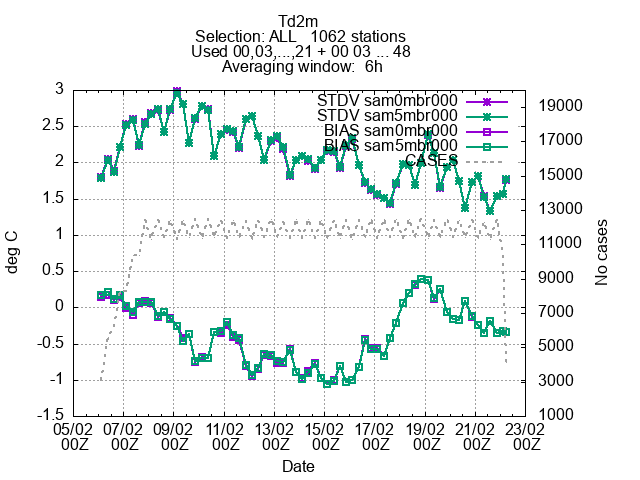 Td2m
Selection: ALL   1062 stations
Used 00,03,...,21 + 00 03 ... 48
Averaging window:  6h
STDV sam0mbr000
STDV sam5mbr000
BIAS sam0mbr000
BIAS sam5mbr000
CASES
deg C
3
2.5
2
1.5
1
0.5
0
-0.5
-1
-1.5
No cases
19000
17000
15000
13000
11000
9000
7000
5000
3000
1000
05/02 07/02 09/02 11/02 13/02 15/02 17/02 19/02 21/02 23/02
00Z 00Z 00Z 00Z 00Z 00Z 00Z 00Z 00Z 00Z
Date